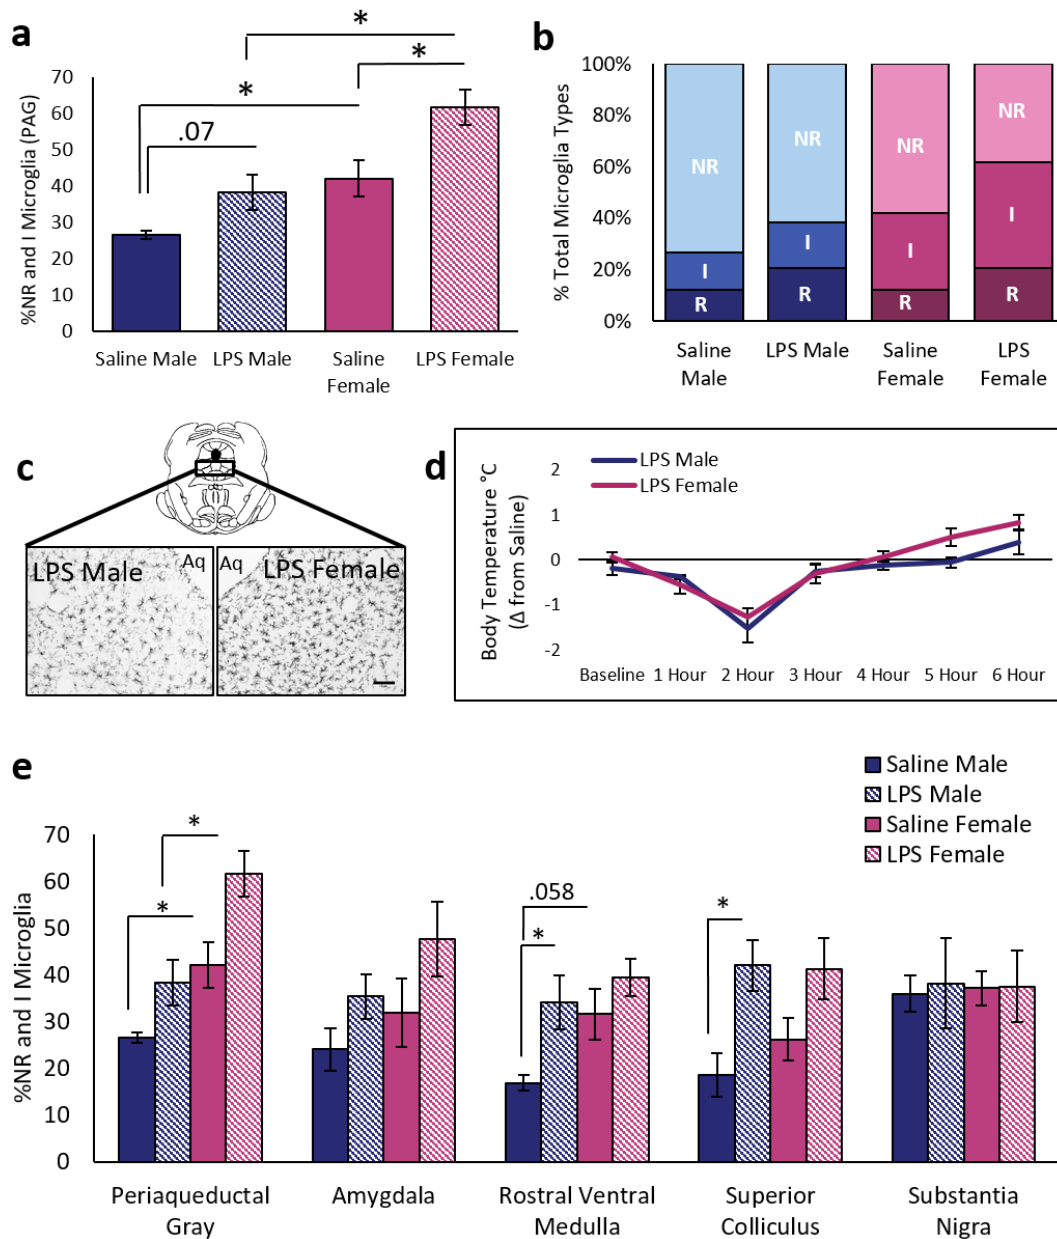 a
*
*
*
.07
%NR and I Microglia (PAG)
70
60
50
40
30
20
10
0
Saline Male
LPS Male
Saline
Female
LPS Female
b
% Total Microglia Types
100%
80%
60%
40%
20%
0%
NR
I
R
NR
I
R
NR
I
R
NR
I
R
Saline
Male
LPS Male
Saline
Female
LPS
Female
c
LPS Male
Aq
Aq
LPS Female
d
LPS Male
LPS Female
Body Temperature °C
(Δ from Saline)
2
1
0
-1
-2
Baseline
1 Hour
2 Hour
3 Hour
4 Hour
5 Hour
6 Hour
e
Saline Male
LPS Male
Saline Female
LPS Female
%NR and I Microglia
70
60
50
40
30
20
10
0
*
*
.058
*
*
Periaqueductal
Gray
Amygdala
Rostral Ventral
Medulla
Superior
Colliculus
Substantia
Nigra